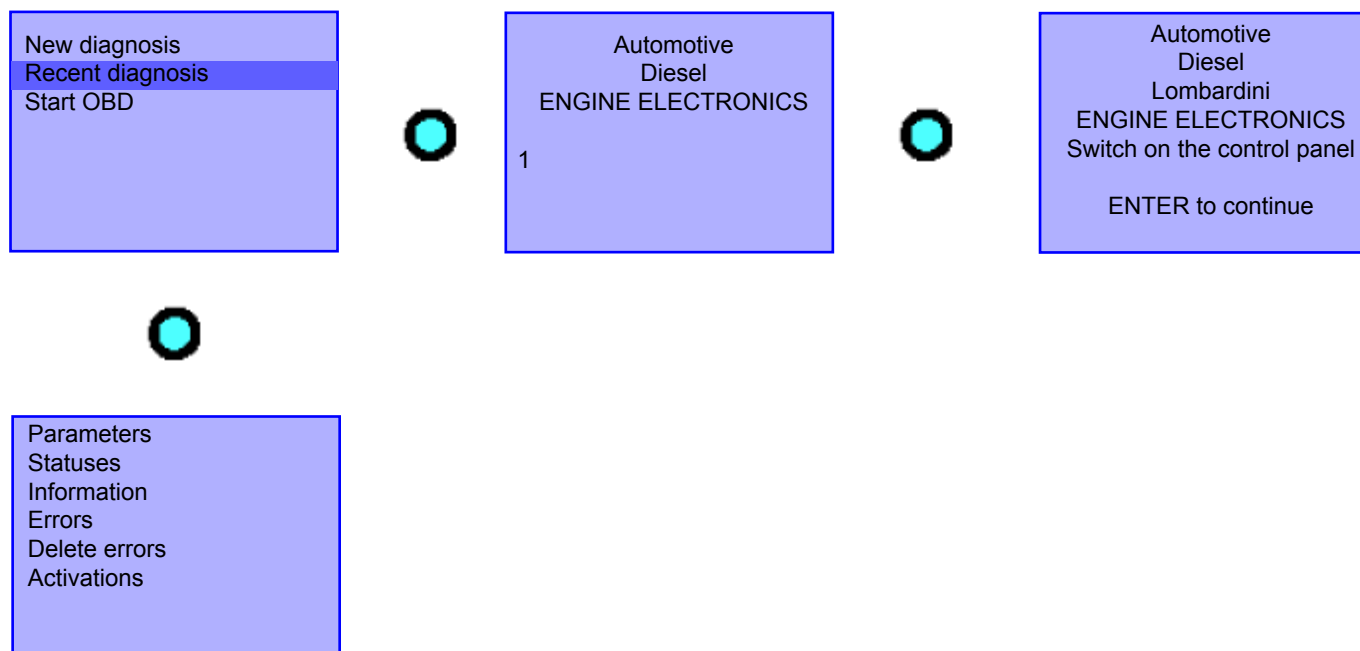 New diagnosis
Recent diagnosis
Start OBD
Automotive
Diesel
ENGINE ELECTRONICS
1
Automotive
Diesel
Lombardini
ENGINE ELECTRONICS
Switch on the control panel
ENTER to continue
Parameters
Statuses
Information
Errors
Delete errors
Activations